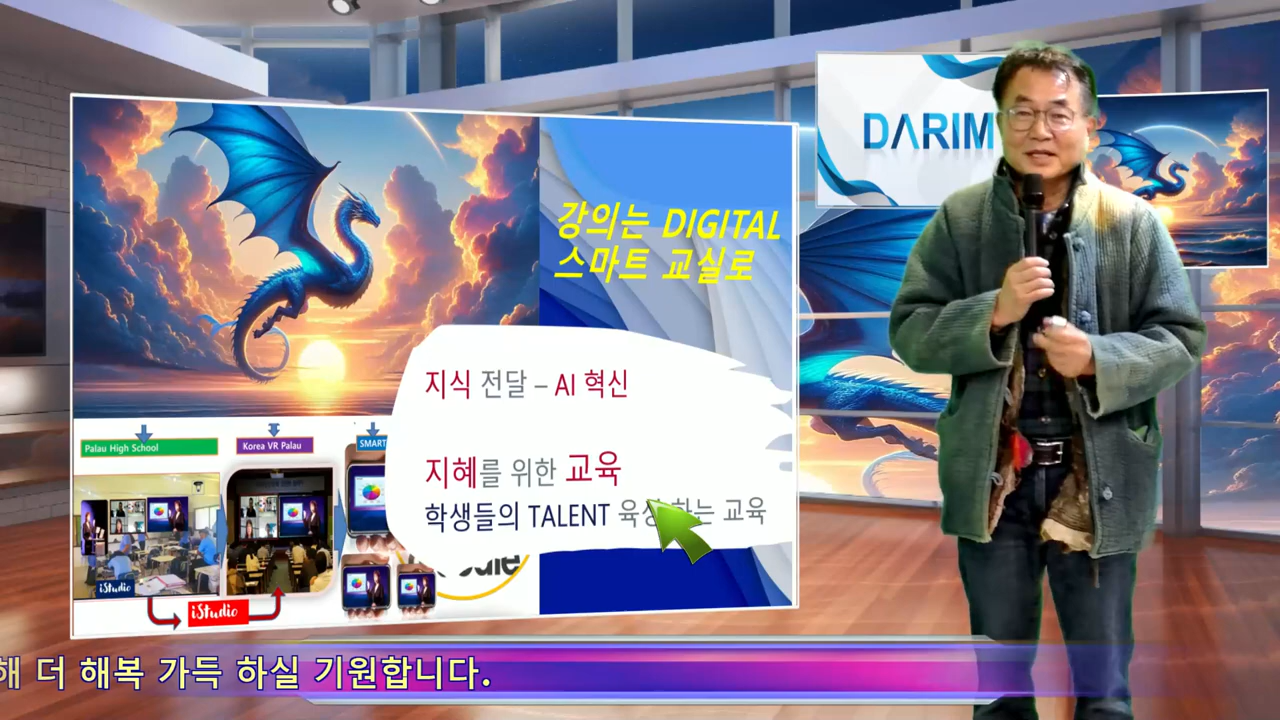 DARIM
강의는 DIGITAL
스마트 교실로
지식 전달 – AI 혁신
지혜를 위한 교육
학생들의 TALENT 하는 교육
Palau High School
Korea VR Palau
SMART
iStudio
iStudio
해 더 해복 가득 하실 기원합니다.